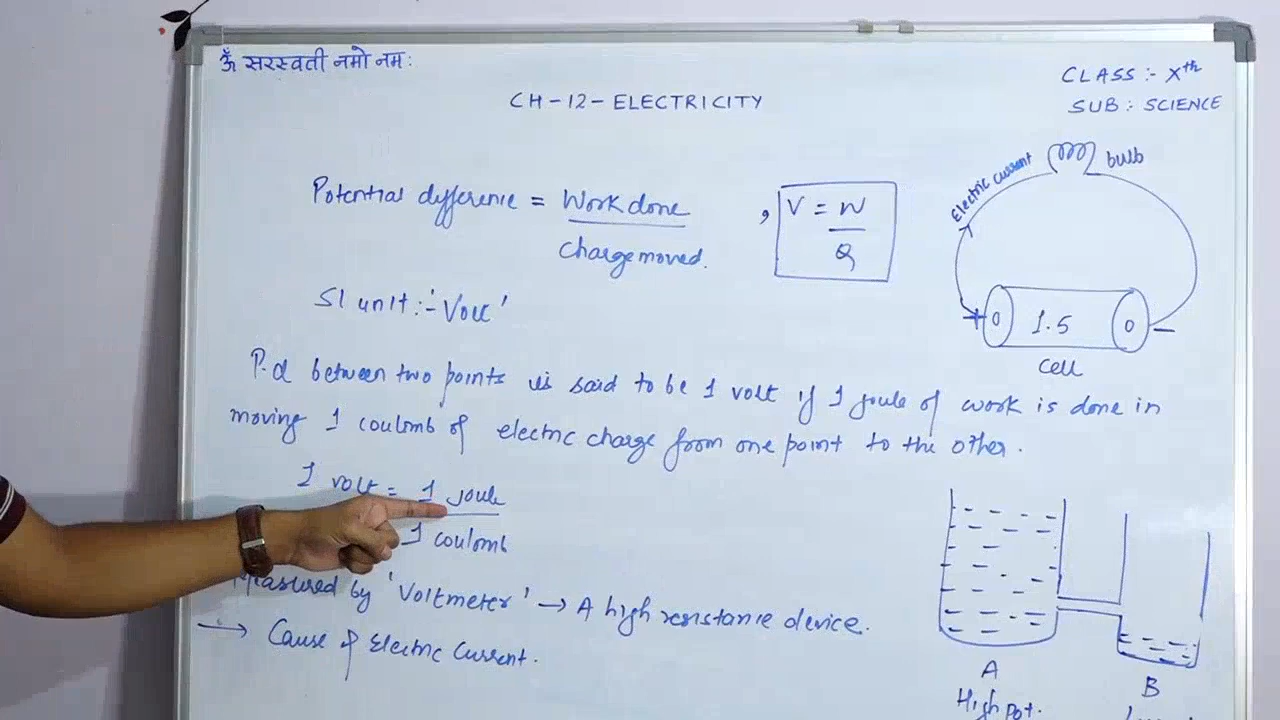 ॐ सरस्वती नमो नमः
CLASS :- Xth
SUB :- SCIENCE
CH-12-ELECTRICITY
Potential difference = Work done / Charge moved. , V = W / Q
SI unit :- 'Volt'
Electric current
bulb
+ 1.5 -
Cell
P.d between two points is said to be 1 volt if 1 joule of work is done in
moving 1 coulomb of electric charge from one point to the other.
1 volt = 1 Joule
1 coulomb
Measured by 'Voltmeter' → A high resistance device.
→ Cause of Electric Current.
A
High pot.
B